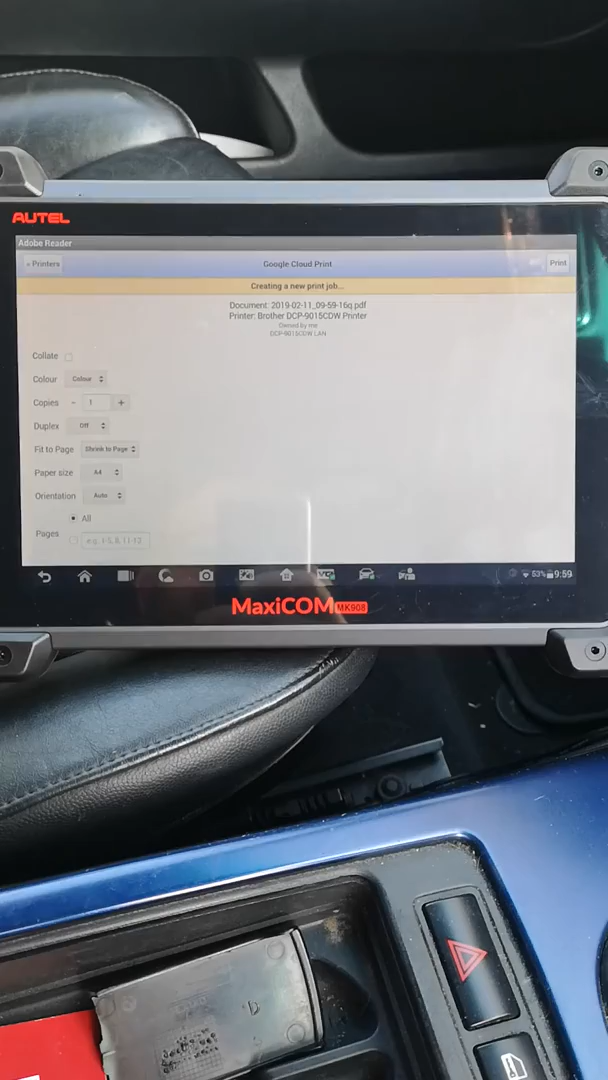 AUTEL
Adobe Reader
Printers
Google Cloud Print
Print
Creating a new print job...
Document: 2019-02-11_09-59-16q.pdf
Printer: Brother DCP-9015CDW Printer
Owned by me
DCP-9015CDW LAN
Collate
Colour Colour
Copies - 1 +
Duplex Off
Fit to Page Shrink to Page
Paper size A4
Orientation Auto
All
Pages e.g. 1-5, 8, 11-13
VCI
53% 9:59
MaxiCOM MK908